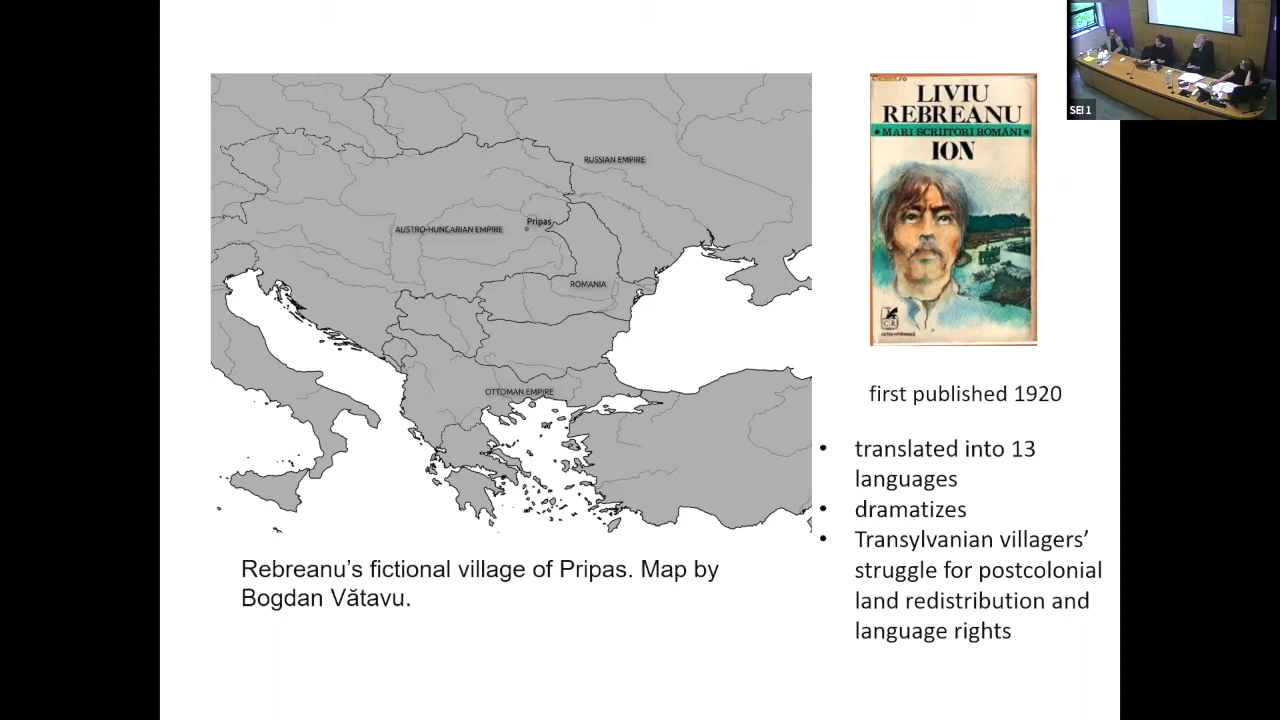 RUSSIAN EMPIRE
Pripas
AUSTRO-HUNGARIAN EMPIRE
ROMANIA
OTTOMAN EMPIRE
Rebreanu’s fictional village of Pripas. Map by
Bogdan Vătavu.
LIVIU
REBREANU
• MARI SCRIITORI ROMÂNI •
ION
CR
first published 1920
• translated into 13
languages
• dramatizes
• Transylvanian villagers’
struggle for postcolonial
land redistribution and
language rights
SEI 1